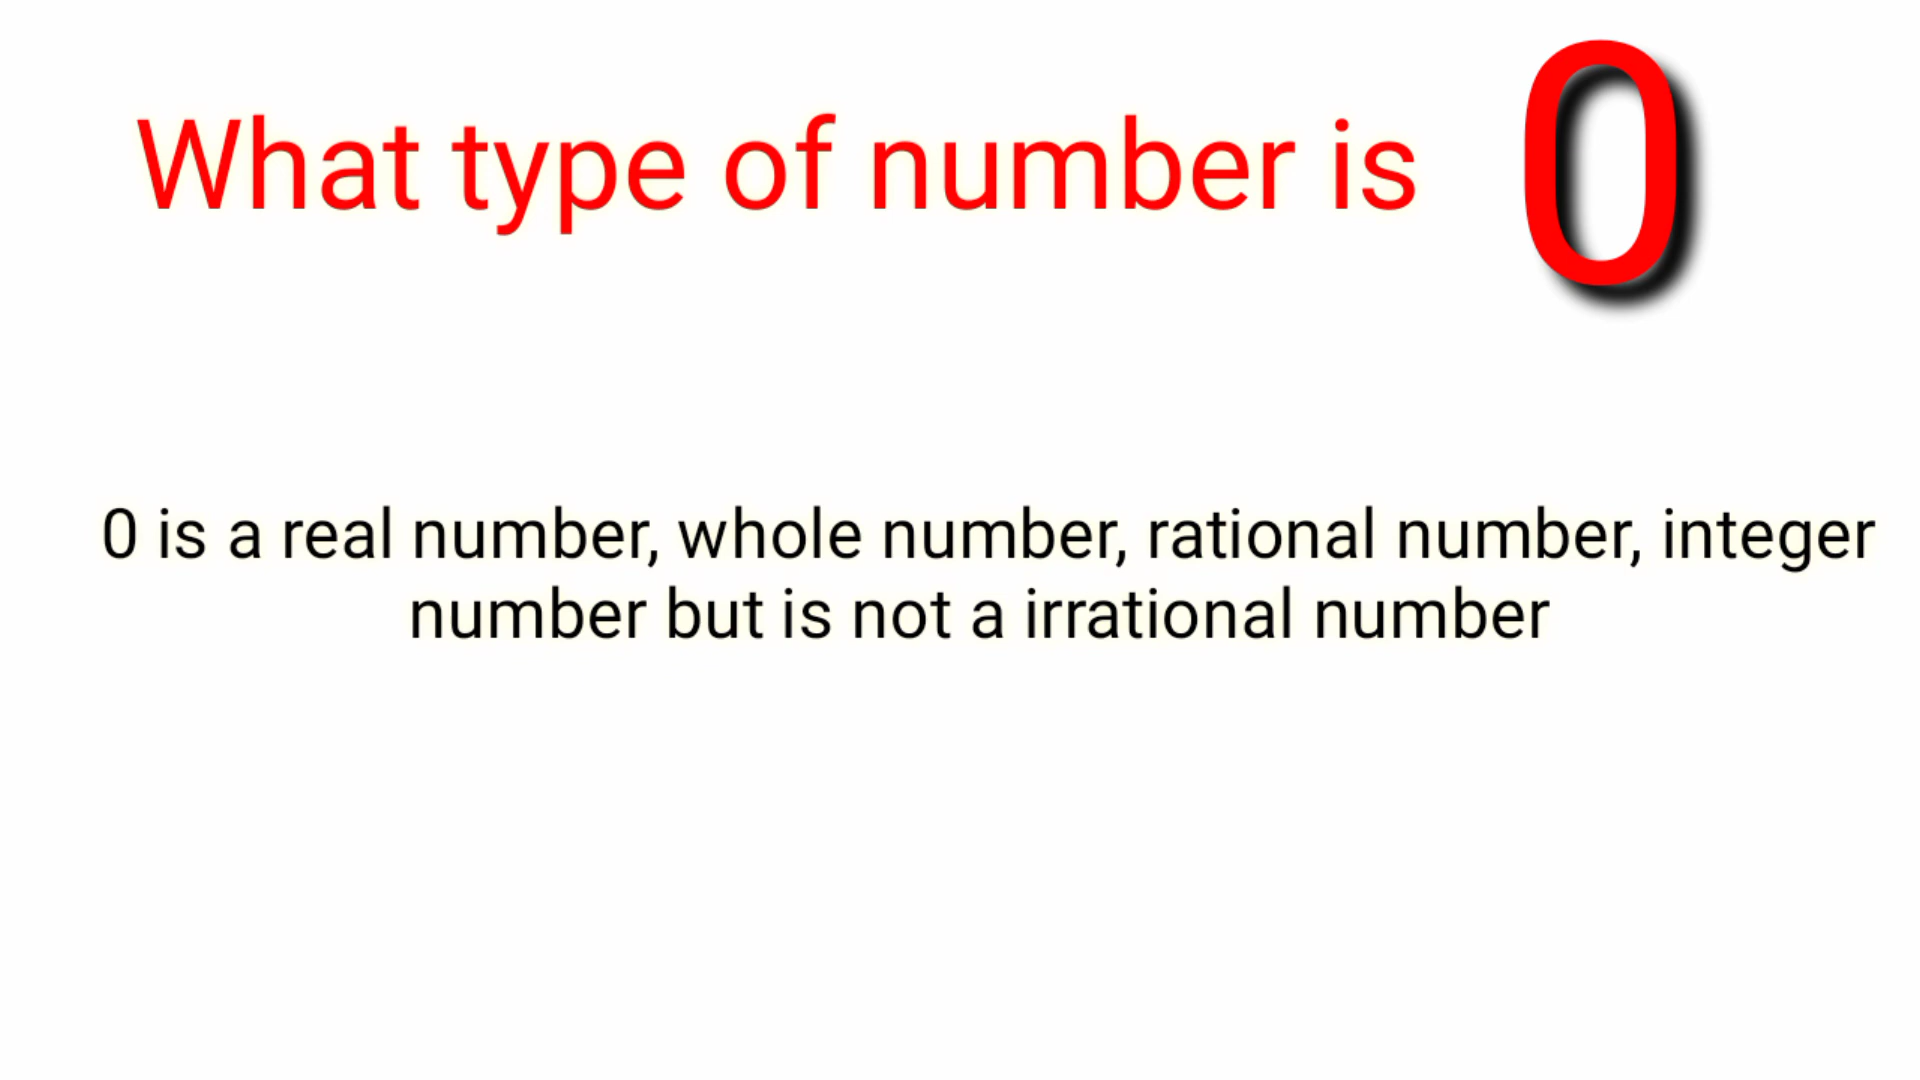 What type of number is 0
0 is a real number, whole number, rational number, integer
number but is not a irrational number